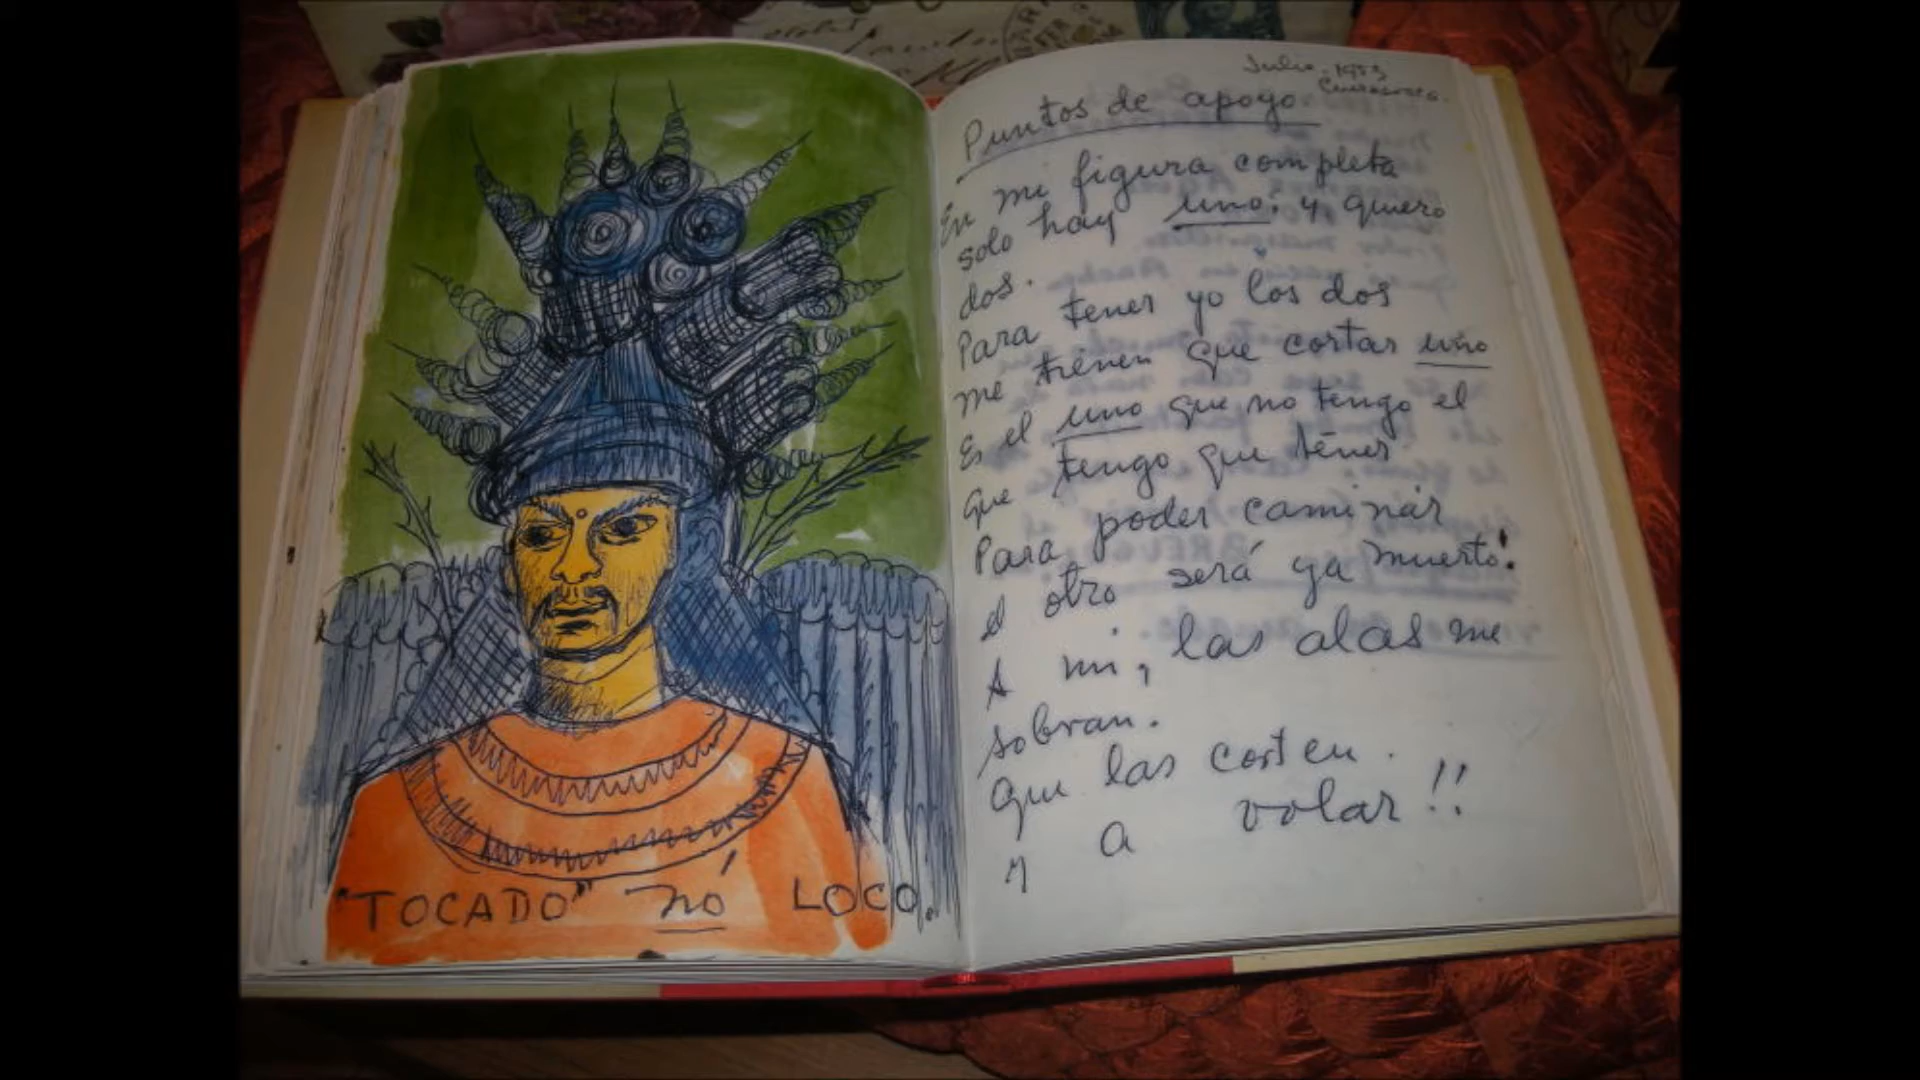 "TOCADO" nó LOCO.
Julio. 1953
Cuernavaca.
Puntos de apoyo
En mi figura completa
solo hay uno; y quiero
dos.
Para tener yo los dos
me tienen que cortar uno
Es el uno que no tengo el
que tengo que tener
Para poder caminar
el otro será ya muerto!
A mi, las alas me
sobran.
Que las corten.
y a volar!!